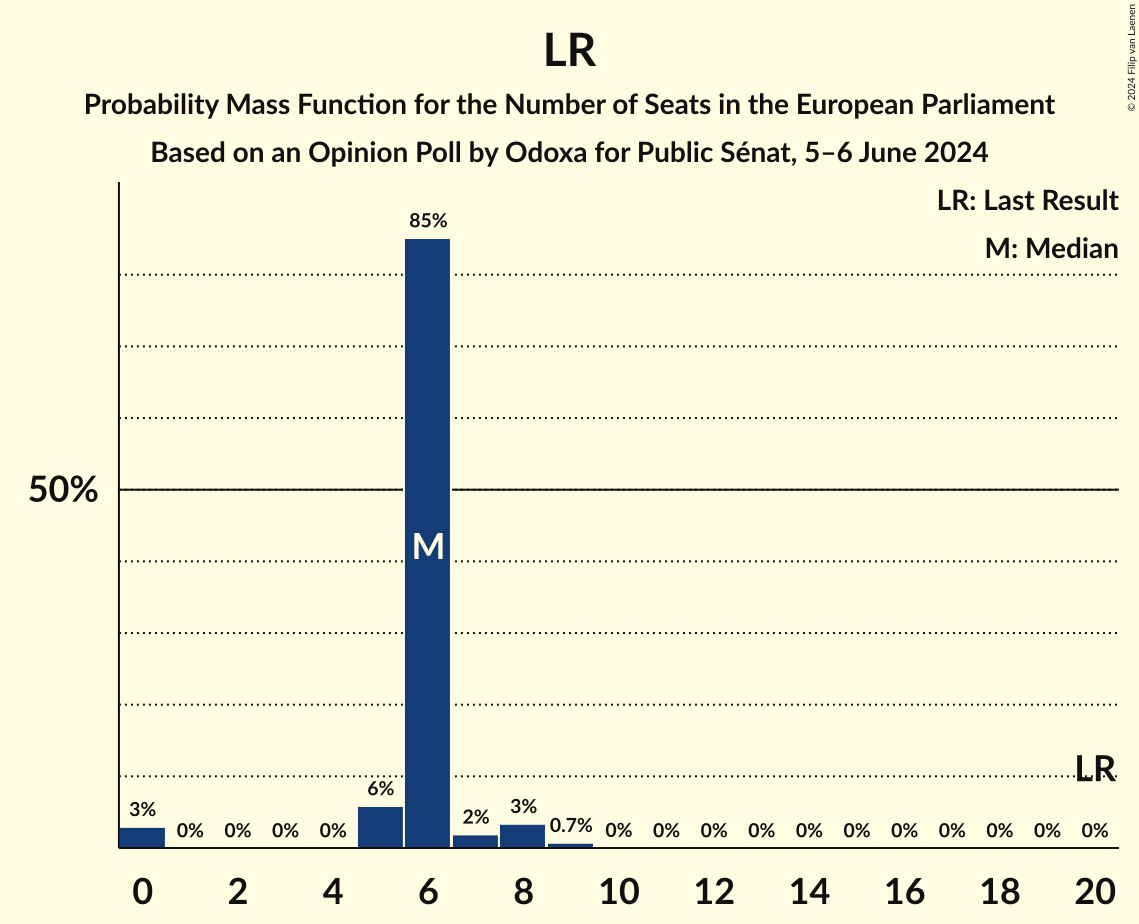 LR
Probability Mass Function for the Number of Seats in the European Parliament
Based on an Opinion Poll by Odoxa for Public Sénat, 5–6 June 2024
© 2024 Filip van Laenen
LR: Last Result
M: Median
85%
50%
M
LR
3% 0% 0% 0% 0% 6% 2% 3% 0.7% 0% 0% 0% 0% 0% 0% 0% 0% 0% 0% 0%
0 2 4 6 8 10 12 14 16 18 20